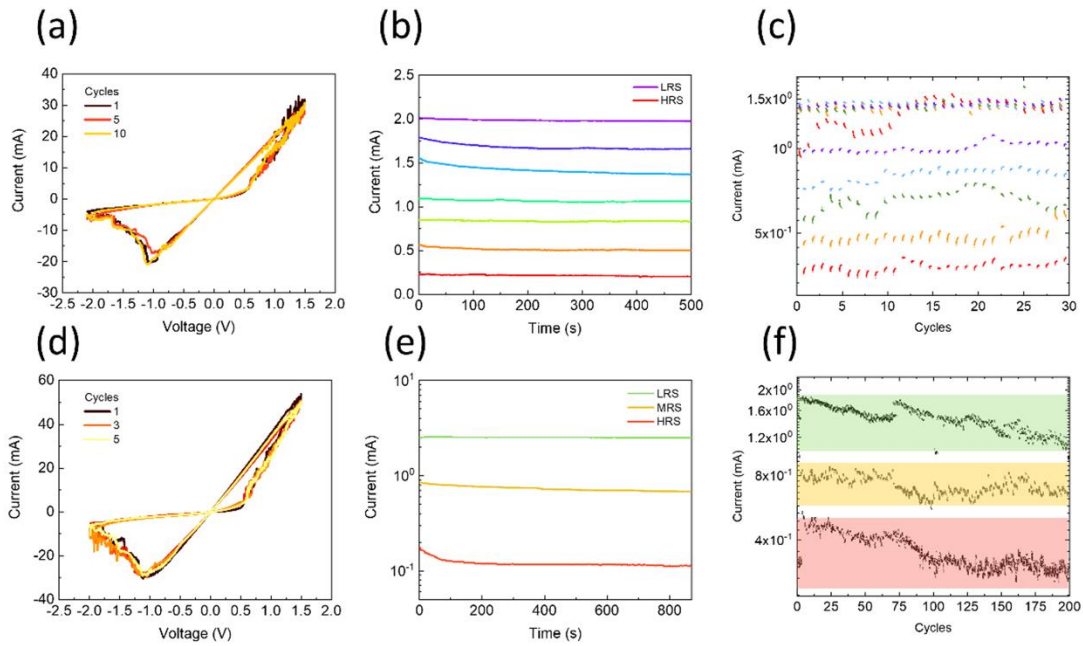 (a)
Current (mA)
40
30
20
10
0
-10
-20
-30
Cycles
1
5
10
-2.5 -2.0 -1.5 -1.0 -0.5 0.0 0.5 1.0 1.5 2.0
Voltage (V)
(b)
Current (mA)
2.5
2.0
1.5
1.0
0.5
0.0
LRS
HRS
0 100 200 300 400 500
Time (s)
(c)
Current (mA)
1.5x10⁰
10⁰
5x10⁻¹
0 5 10 15 20 25 30
Cycles
(d)
Current (mA)
60
40
20
0
-20
-40
Cycles
1
3
5
-2.5 -2.0 -1.5 -1.0 -0.5 0.0 0.5 1.0 1.5 2.0
Voltage (V)
(e)
Current (mA)
10¹
10⁰
10⁻¹
LRS
MRS
HRS
0 200 400 600 800
Time (s)
(f)
Current (mA)
2x10⁰
1.6x10⁰
1.2x10⁰
8x10⁻¹
4x10⁻¹
0 25 50 75 100 125 150 175 200
Cycles